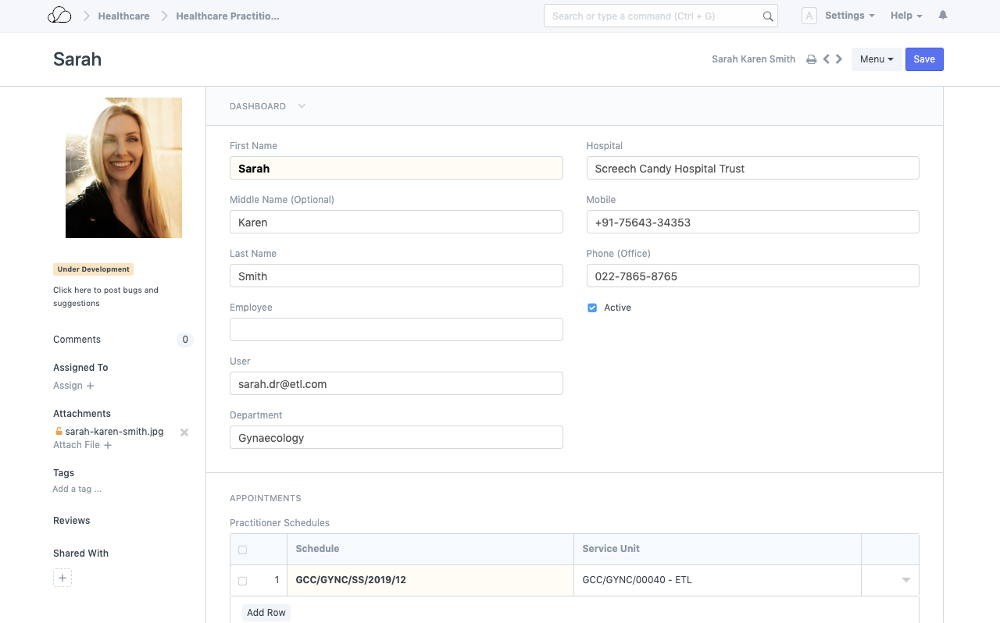 Healthcare
Healthcare Practitio...
Search or type a command (Ctrl + G)
A
Settings
Help
Sarah
Sarah Karen Smith
Menu
Save
Under Development
Click here to post bugs and
suggestions
Comments
0
Assigned To
Assign +
Attachments
sarah-karen-smith.jpg
Attach File +
Tags
Add a tag ...
Reviews
Shared With
+
DASHBOARD
First Name
Sarah
Middle Name (Optional)
Karen
Last Name
Smith
Employee
User
sarah.dr@etl.com
Department
Gynaecology
Hospital
Screech Candy Hospital Trust
Mobile
+91-75643-34353
Phone (Office)
022-7865-8765
Active
APPOINTMENTS
Practitioner Schedules
Schedule
Service Unit
1
GCC/GYNC/SS/2019/12
GCC/GYNC/00040 - ETL
Add Row